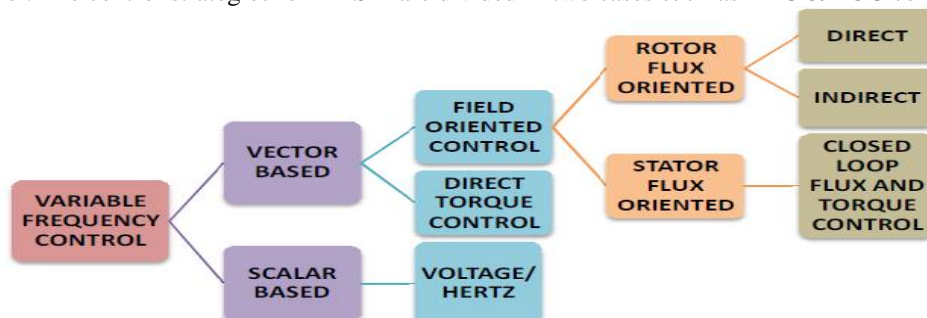 ROTOR
FLUX
ORIENTED
DIRECT
INDIRECT
FIELD
ORIENTED
CONTROL
VECTOR
BASED
DIRECT
TORQUE
CONTROL
STATOR
FLUX
ORIENTED
CLOSED
LOOP
FLUX AND
TORQUE
CONTROL
VARIABLE
FREQUENCY
CONTROL
SCALAR
BASED
VOLTAGE/
HERTZ